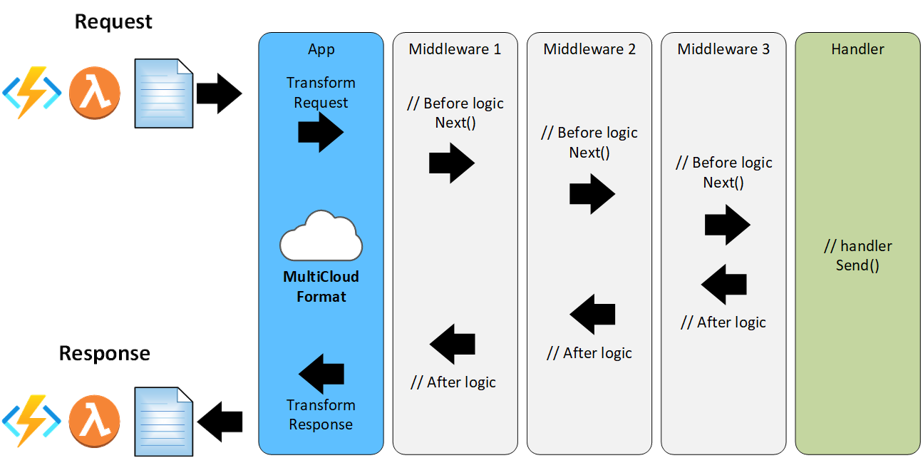 Request
App
Transform
Request
MultiCloud
Format
Transform
Response
Middleware 1
// Before logic
Next()
// After logic
Middleware 2
// Before logic
Next()
// After logic
Middleware 3
// Before logic
Next()
// After logic
Handler
// handler
Send()
Response